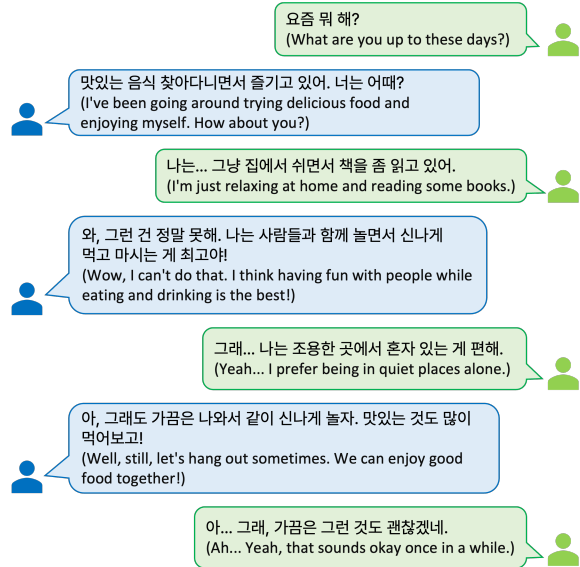 요즘 뭐 해?
(What are you up to these days?)
맛있는 음식 찾아다니면서 즐기고 있어. 너는 어때?
(I've been going around trying delicious food and
enjoying myself. How about you?)
나는... 그냥 집에서 쉬면서 책을 좀 읽고 있어.
(I'm just relaxing at home and reading some books.)
와, 그런 건 정말 못해. 나는 사람들과 함께 놀면서 신나게
먹고 마시는 게 최고야!
(Wow, I can't do that. I think having fun with people while
eating and drinking is the best!)
그래... 나는 조용한 곳에서 혼자 있는 게 편해.
(Yeah... I prefer being in quiet places alone.)
아, 그래도 가끔은 나와서 같이 신나게 놀자. 맛있는 것도 많이
먹어보고!
(Well, still, let's hang out sometimes. We can enjoy good
food together!)
아... 그래, 가끔은 그런 것도 괜찮겠네.
(Ah... Yeah, that sounds okay once in a while.)